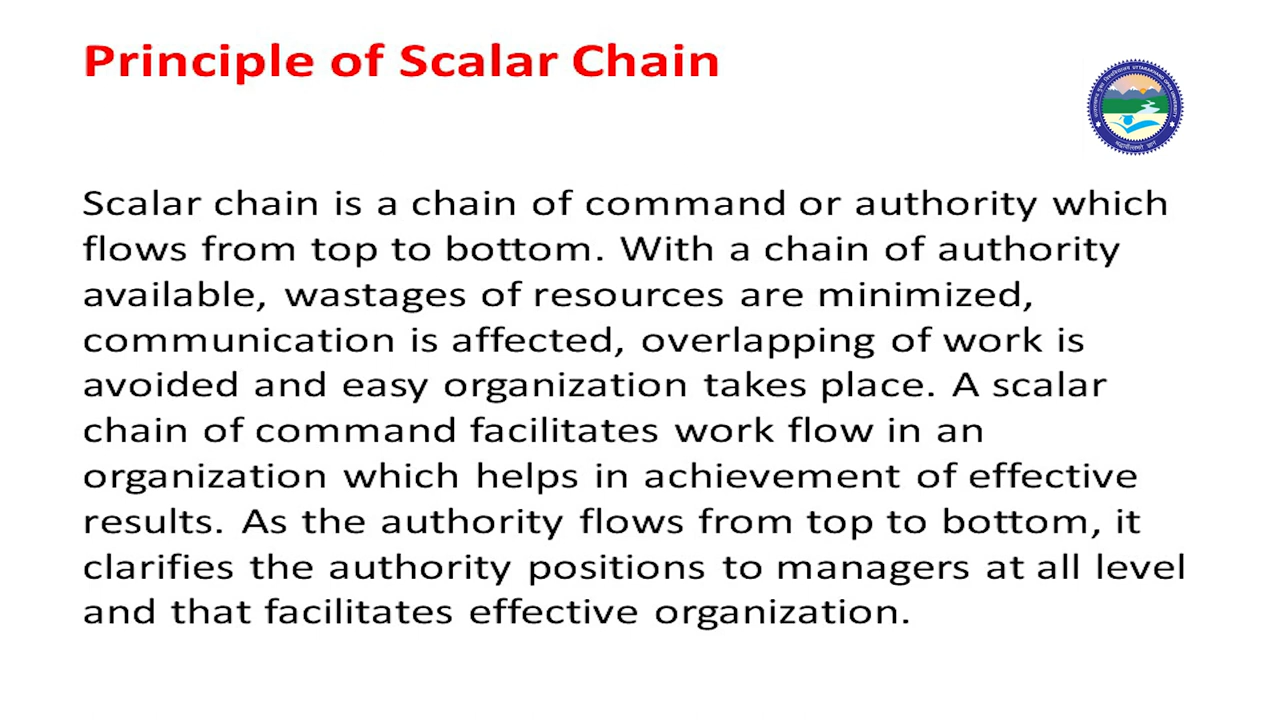 Principle of Scalar Chain
UTTARAKHAND OPEN UNIVERSITY
Scalar chain is a chain of command or authority which
flows from top to bottom. With a chain of authority
available, wastages of resources are minimized,
communication is affected, overlapping of work is
avoided and easy organization takes place. A scalar
chain of command facilitates work flow in an
organization which helps in achievement of effective
results. As the authority flows from top to bottom, it
clarifies the authority positions to managers at all level
and that facilitates effective organization.